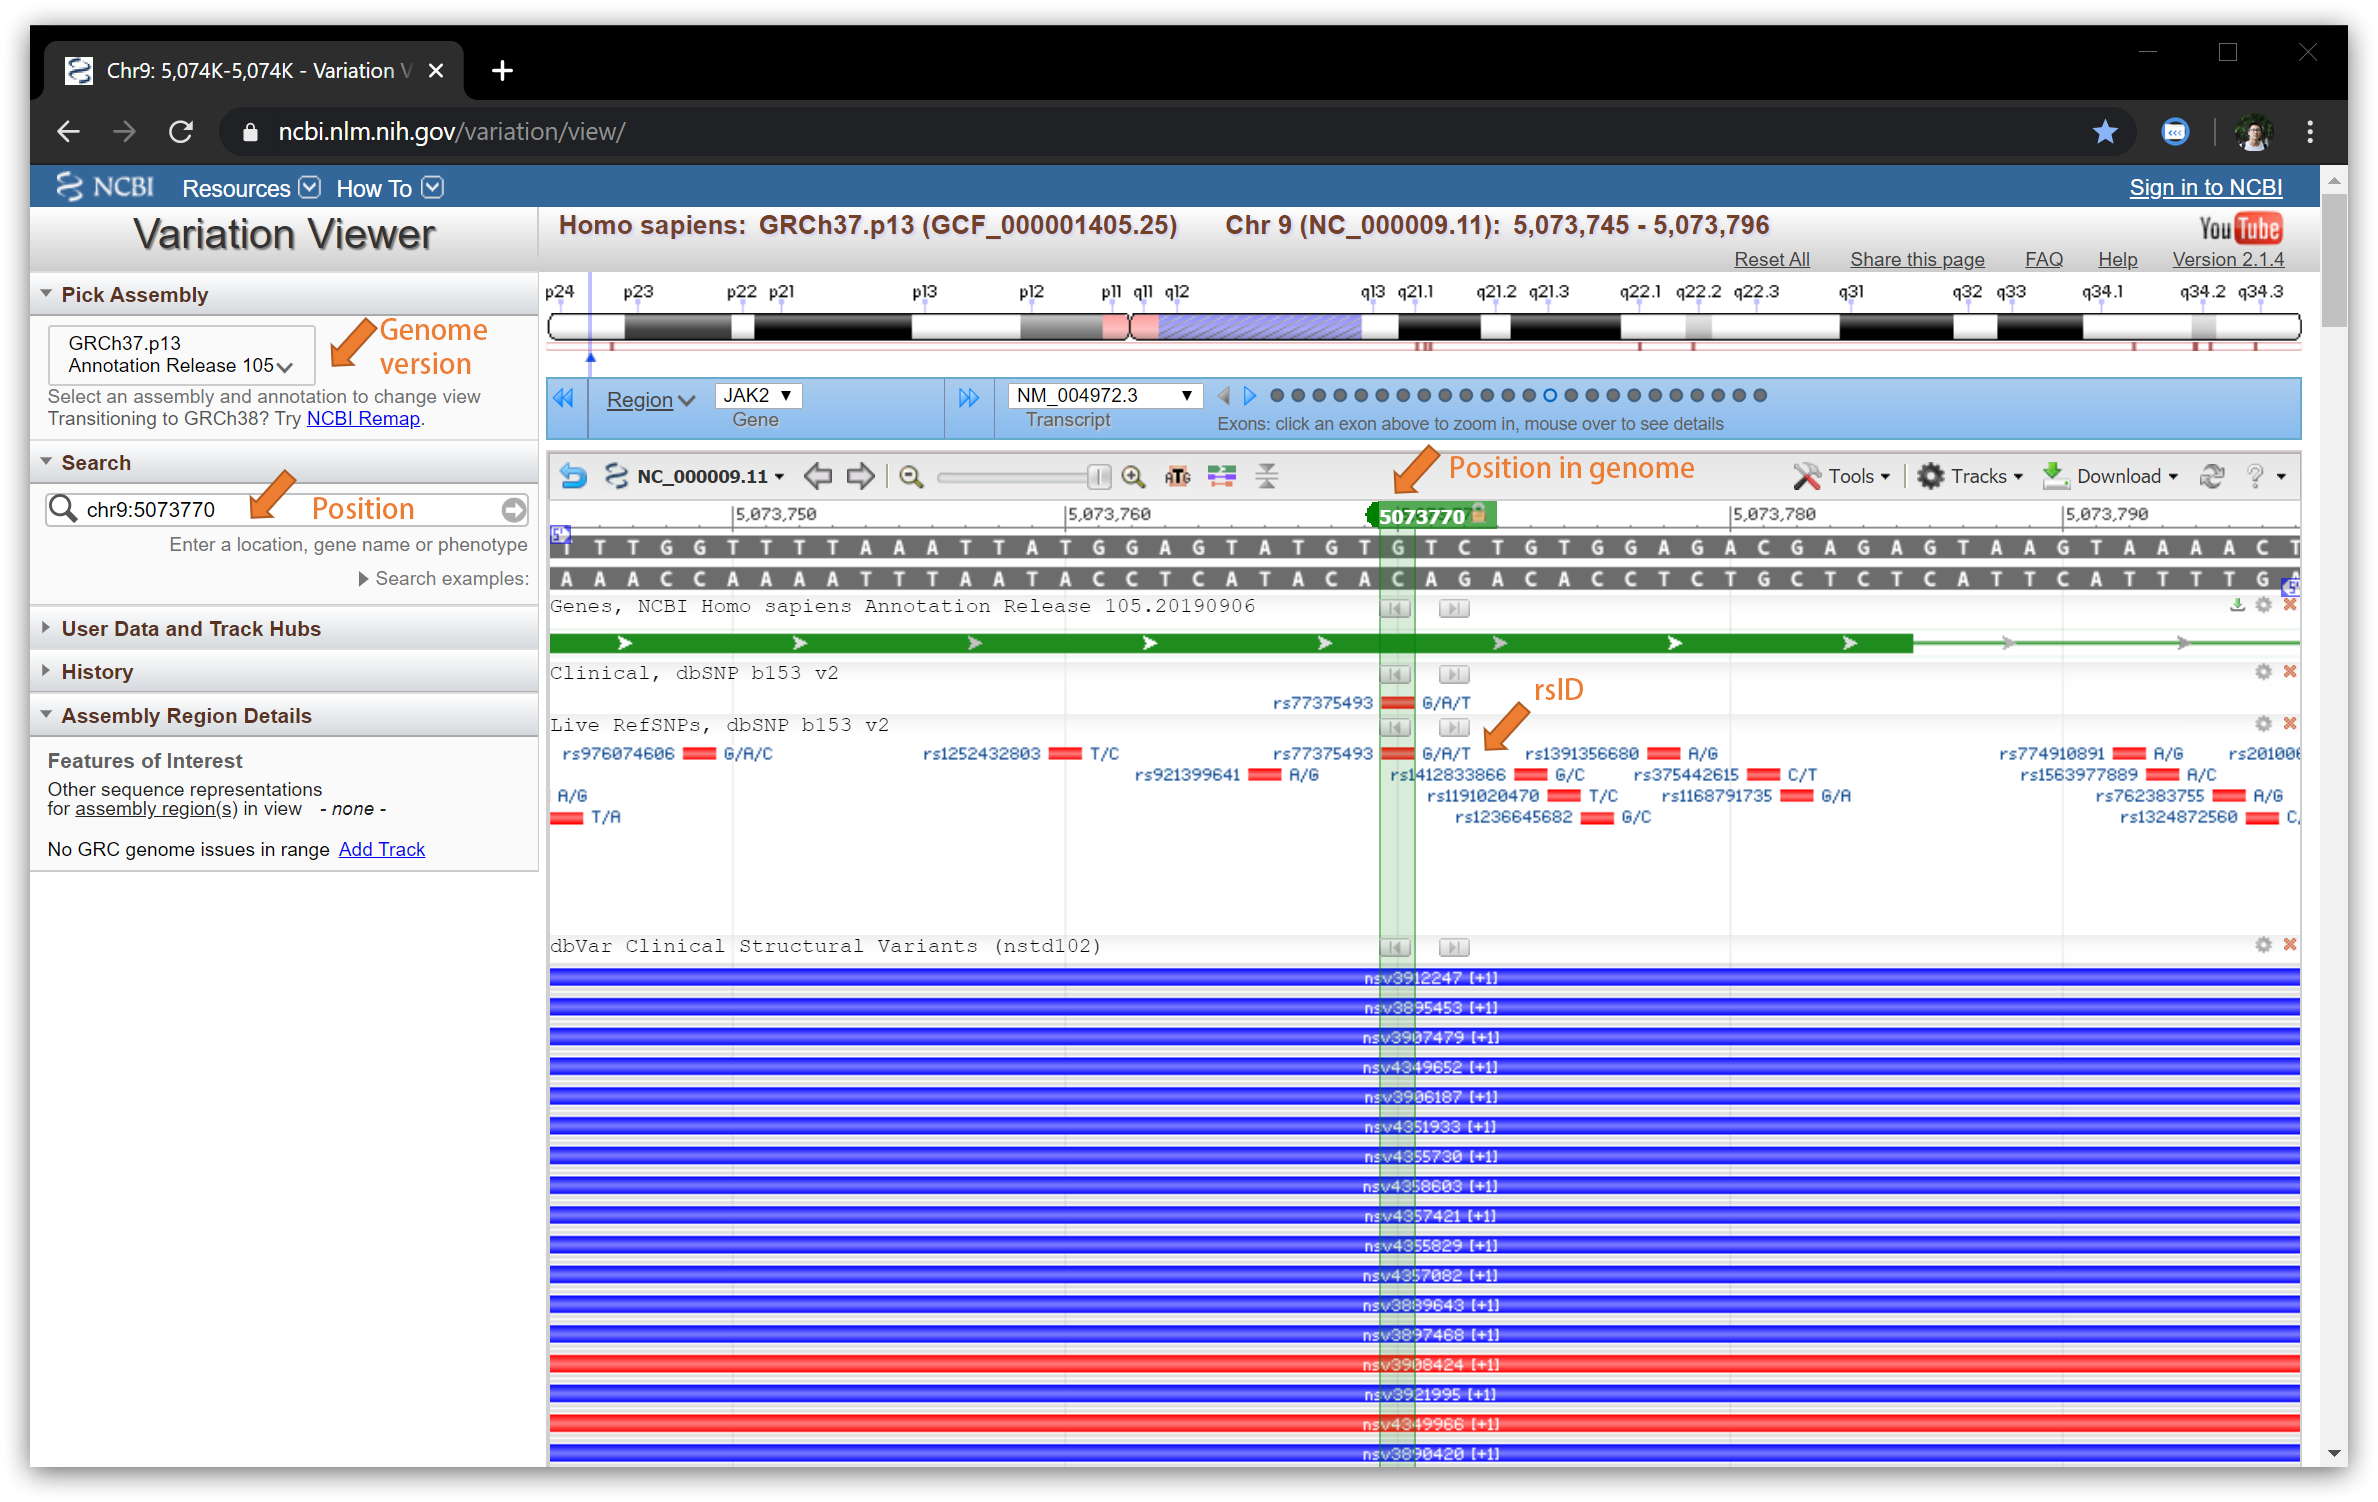 Chr9: 5,074K-5,074K - Variation V
ncbi.nlm.nih.gov/variation/view/
NCBI Resources How To Sign in to NCBI
Variation Viewer
Homo sapiens: GRCh37.p13 (GCF_000001405.25) Chr 9 (NC_000009.11): 5,073,745 - 5,073,796
YouTube
Reset All Share this page FAQ Help Version 2.1.4
Pick Assembly
GRCh37.p13
Annotation Release 105
Genome
version
Select an assembly and annotation to change view
Transitioning to GRCh38? Try NCBI Remap.
Search
chr9:5073770
Position
Enter a location, gene name or phenotype
Search examples:
User Data and Track Hubs
History
Assembly Region Details
Features of Interest
Other sequence representations
for assembly region(s) in view - none -
No GRC genome issues in range Add Track
p24 p23 p22 p21 p13 p12 p11 q11 q12 q13 q21.1 q21.2 q21.3 q22.1 q22.2 q22.3 q31 q32 q33 q34.1 q34.2 q34.3
Region JAK2 NM_004972.3
Gene Transcript Exons: click an exon above to zoom in, mouse over to see details
NC_000009.11 ATG Position in genome Tools Tracks Download ?
5,073,750 5,073,760 5073770 5,073,780 5,073,790
5'
T T T G G T T T T A A A T T A T G G A G T A T G T G T C T G T G G A G A C G A G A G T A A G T A A A A C T
A A A C C A A A A T T T A A T A C C T C A T A C A C A G A C A C C T C T G C T C T C A T T C A T T T T G A
5'
Genes, NCBI Homo sapiens Annotation Release 105.20190906
Clinical, dbSNP b153 v2
rs77375493 G/A/T
rsID
Live RefSNPs, dbSNP b153 v2
rs976074606 G/A/C rs1252432803 T/C rs77375493 G/A/T rs1391356680 A/G rs774910891 A/G rs20100
rs921399641 A/G rs1412833866 G/C rs375442615 C/T rs1563977889 A/C
A/G rs1191020470 T/C rs1168791735 G/A rs762383755 A/G
T/A rs1236645682 G/C rs1324872560 C/
dbVar Clinical Structural Variants (nstd102)
nsv3912247 [+1]
nsv3895453 [+1]
nsv3907479 [+1]
nsv4349652 [+1]
nsv3906187 [+1]
nsv4351933 [+1]
nsv4355730 [+1]
nsv4358603 [+1]
nsv4357421 [+1]
nsv4355829 [+1]
nsv4357082 [+1]
nsv3889643 [+1]
nsv3897468 [+1]
nsv3908424 [+1]
nsv3921995 [+1]
nsv4349966 [+1]
nsv3890420 [+1]